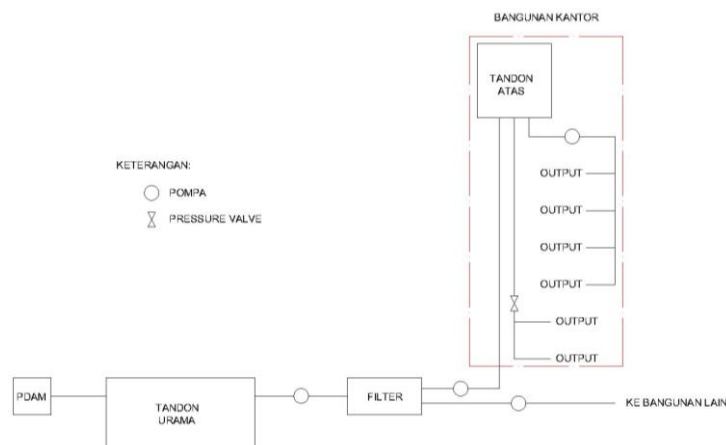 BANGUNAN KANTOR
TANDON
ATAS
KETERANGAN:
POMPA
PRESSURE VALVE
OUTPUT
OUTPUT
OUTPUT
OUTPUT
OUTPUT
OUTPUT
PDAM
TANDON
URAMA
FILTER
KE BANGUNAN LAIN